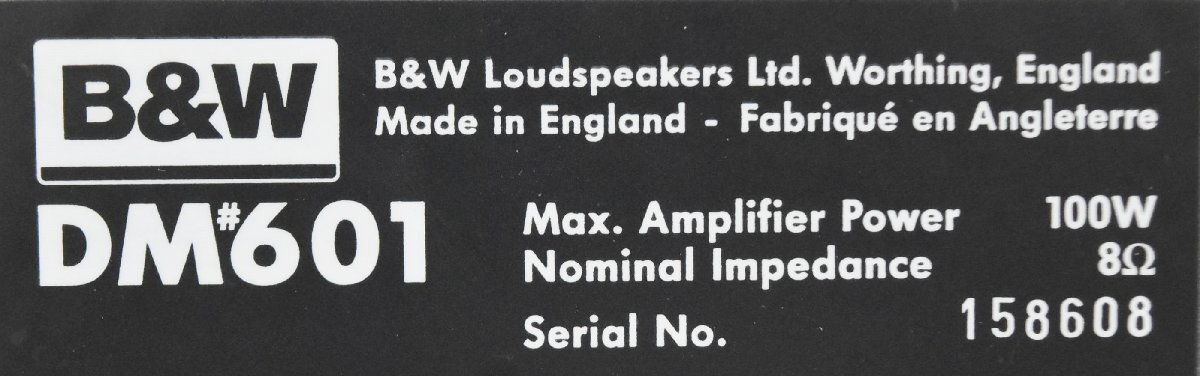 B&W
B&W Loudspeakers Ltd. Worthing, England
Made in England - Fabriqué en Angleterre
DM#601
Max. Amplifier Power 100W
Nominal Impedance 8Ω
Serial No. 158608